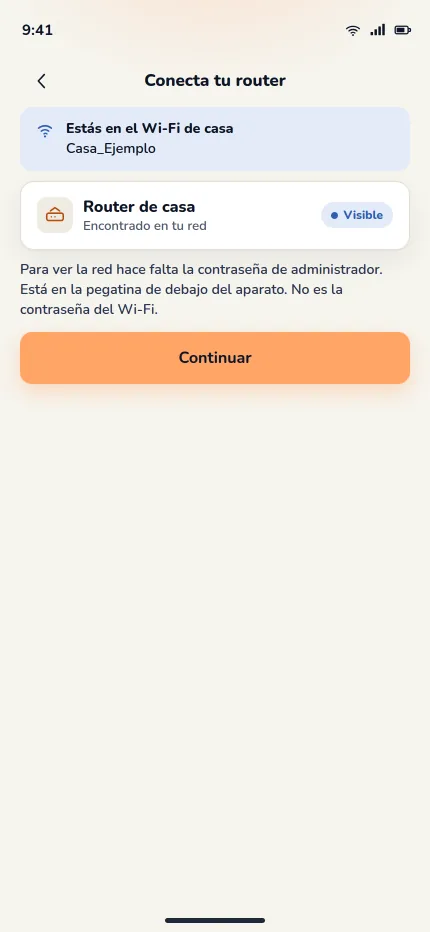 9:41
Conecta tu router
Estás en el Wi-Fi de casa
Casa_Ejemplo
Router de casa
Encontrado en tu red
Visible
Para ver la red hace falta la contraseña de administrador.
Está en la pegatina de debajo del aparato. No es la
contraseña del Wi-Fi.
Continuar